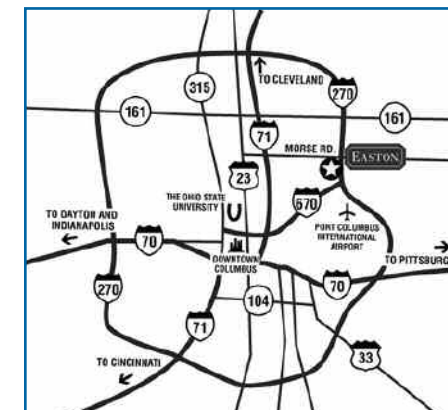 315
TO CLEVELAND
270
161
161
71
MORSE RD.
EASTON
23
THE OHIO STATE
UNIVERSITY
670
PORT COLUMBUS
INTERNATIONAL
AIRPORT
TO DAYTON AND
INDIANAPOLIS
70
DOWNTOWN
COLUMBUS
TO PITTSBURG
270
104
70
71
33
TO CINCINNATI